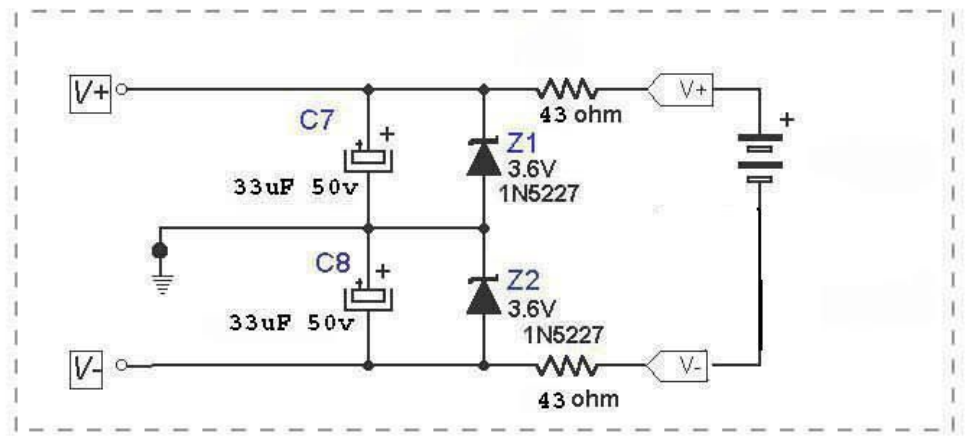 V+
V+
43 ohm
+
C7
+
Z1
3.6V
1N5227
33uF 50v
C8
+
Z2
3.6V
1N5227
33uF 50v
V-
V-
43 ohm